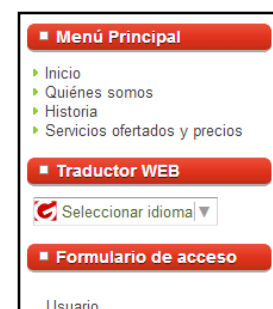 Menú Principal
Inicio
Quiénes somos
Historia
Servicios ofertados y precios
Traductor WEB
Seleccionar idioma ▼
Formulario de acceso
Usuario